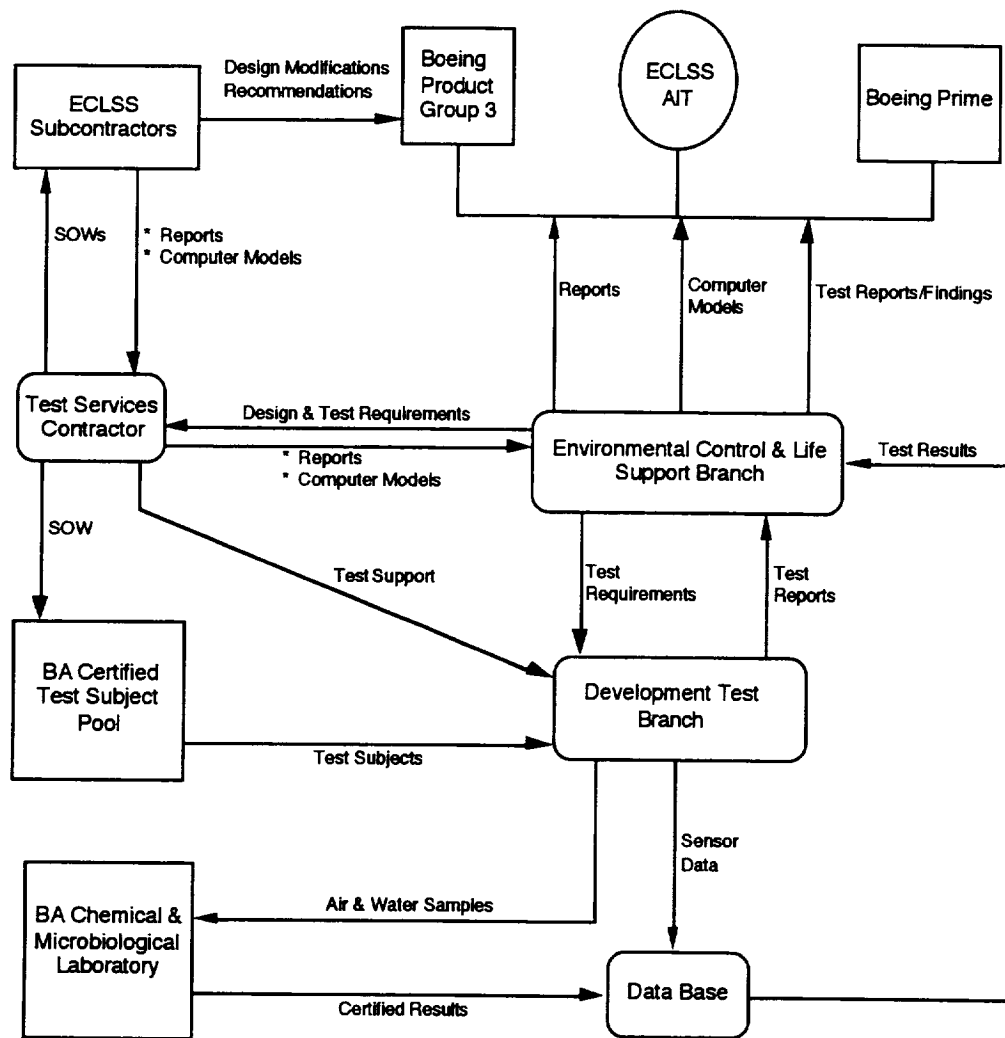 ECLSS
Subcontractors
Design Modifications
Recommendations
Boeing
Product
Group 3
ECLSS
AIT
Boeing Prime
SOWs
* Reports
* Computer Models
Reports
Computer
Models
Test Reports/Findings
Test Services
Contractor
Design & Test Requirements
* Reports
* Computer Models
Environmental Control & Life
Support Branch
Test Results
SOW
Test Support
Test
Requirements
Test
Reports
BA Certified
Test Subject
Pool
Test Subjects
Development Test
Branch
Sensor
Data
Air & Water Samples
BA Chemical &
Microbiological
Laboratory
Certified Results
Data Base